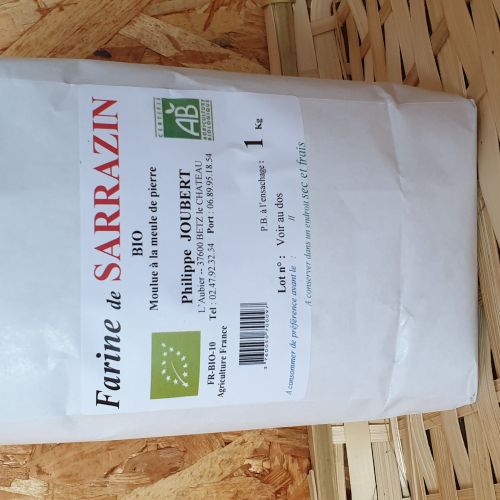 Farine de SARRAZIN
BIO
Moulue à la meule de pierre
Philippe JOUBERT
L'Aubier -- 37600 BETZ le CHATEAU
Tel : 02.47.92.32.54 Port : 06.89.95.18.54
CERTIFIÉ
AB
AGRICULTURE
BIOLOGIQUE
FR-BIO-10
Agriculture France
P.B. à l'ensachage : 1 Kg
Lot n° : Voir au dos
A consommer de préférence avant le : //
A conserver dans un endroit sec et frais